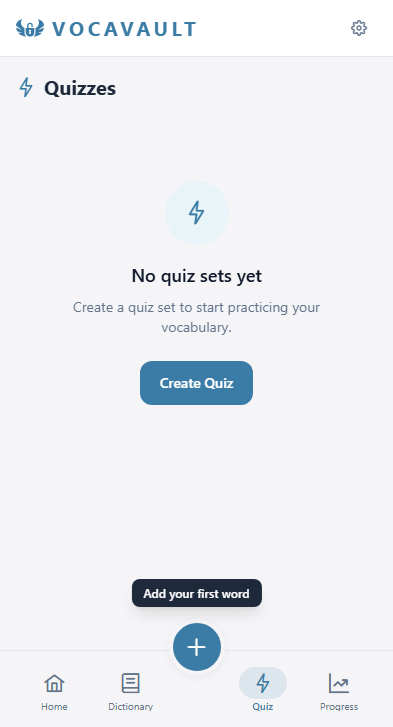 VOCAVAULT
Quizzes
No quiz sets yet
Create a quiz set to start practicing your
vocabulary.
Create Quiz
Add your first word
Home
Dictionary
Quiz
Progress